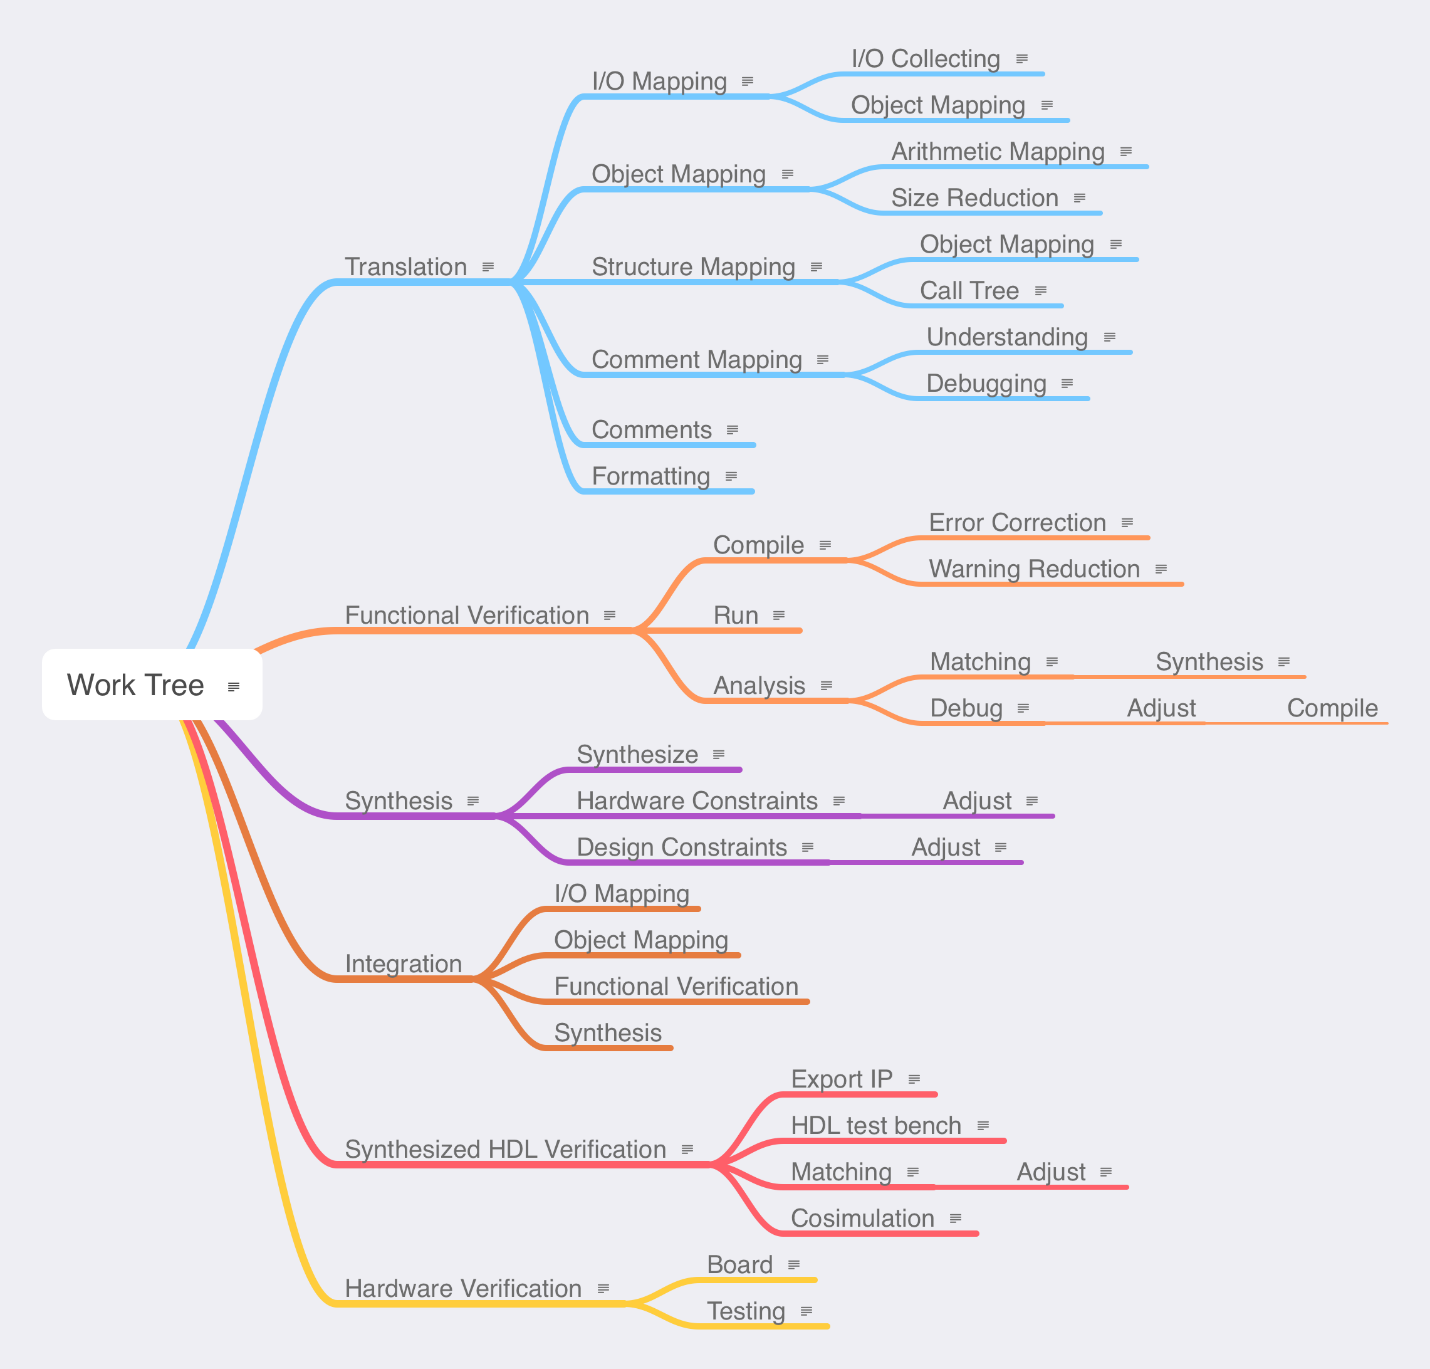 Work Tree
Translation
I/O Mapping
I/O Collecting
Object Mapping
Object Mapping
Arithmetic Mapping
Size Reduction
Structure Mapping
Object Mapping
Call Tree
Comment Mapping
Understanding
Debugging
Comments
Formatting
Functional Verification
Compile
Error Correction
Warning Reduction
Run
Analysis
Matching
Synthesis
Debug
Adjust
Compile
Synthesis
Synthesize
Hardware Constraints
Adjust
Design Constraints
Adjust
Integration
I/O Mapping
Object Mapping
Functional Verification
Synthesis
Synthesized HDL Verification
Export IP
HDL test bench
Matching
Adjust
Cosimulation
Hardware Verification
Board
Testing